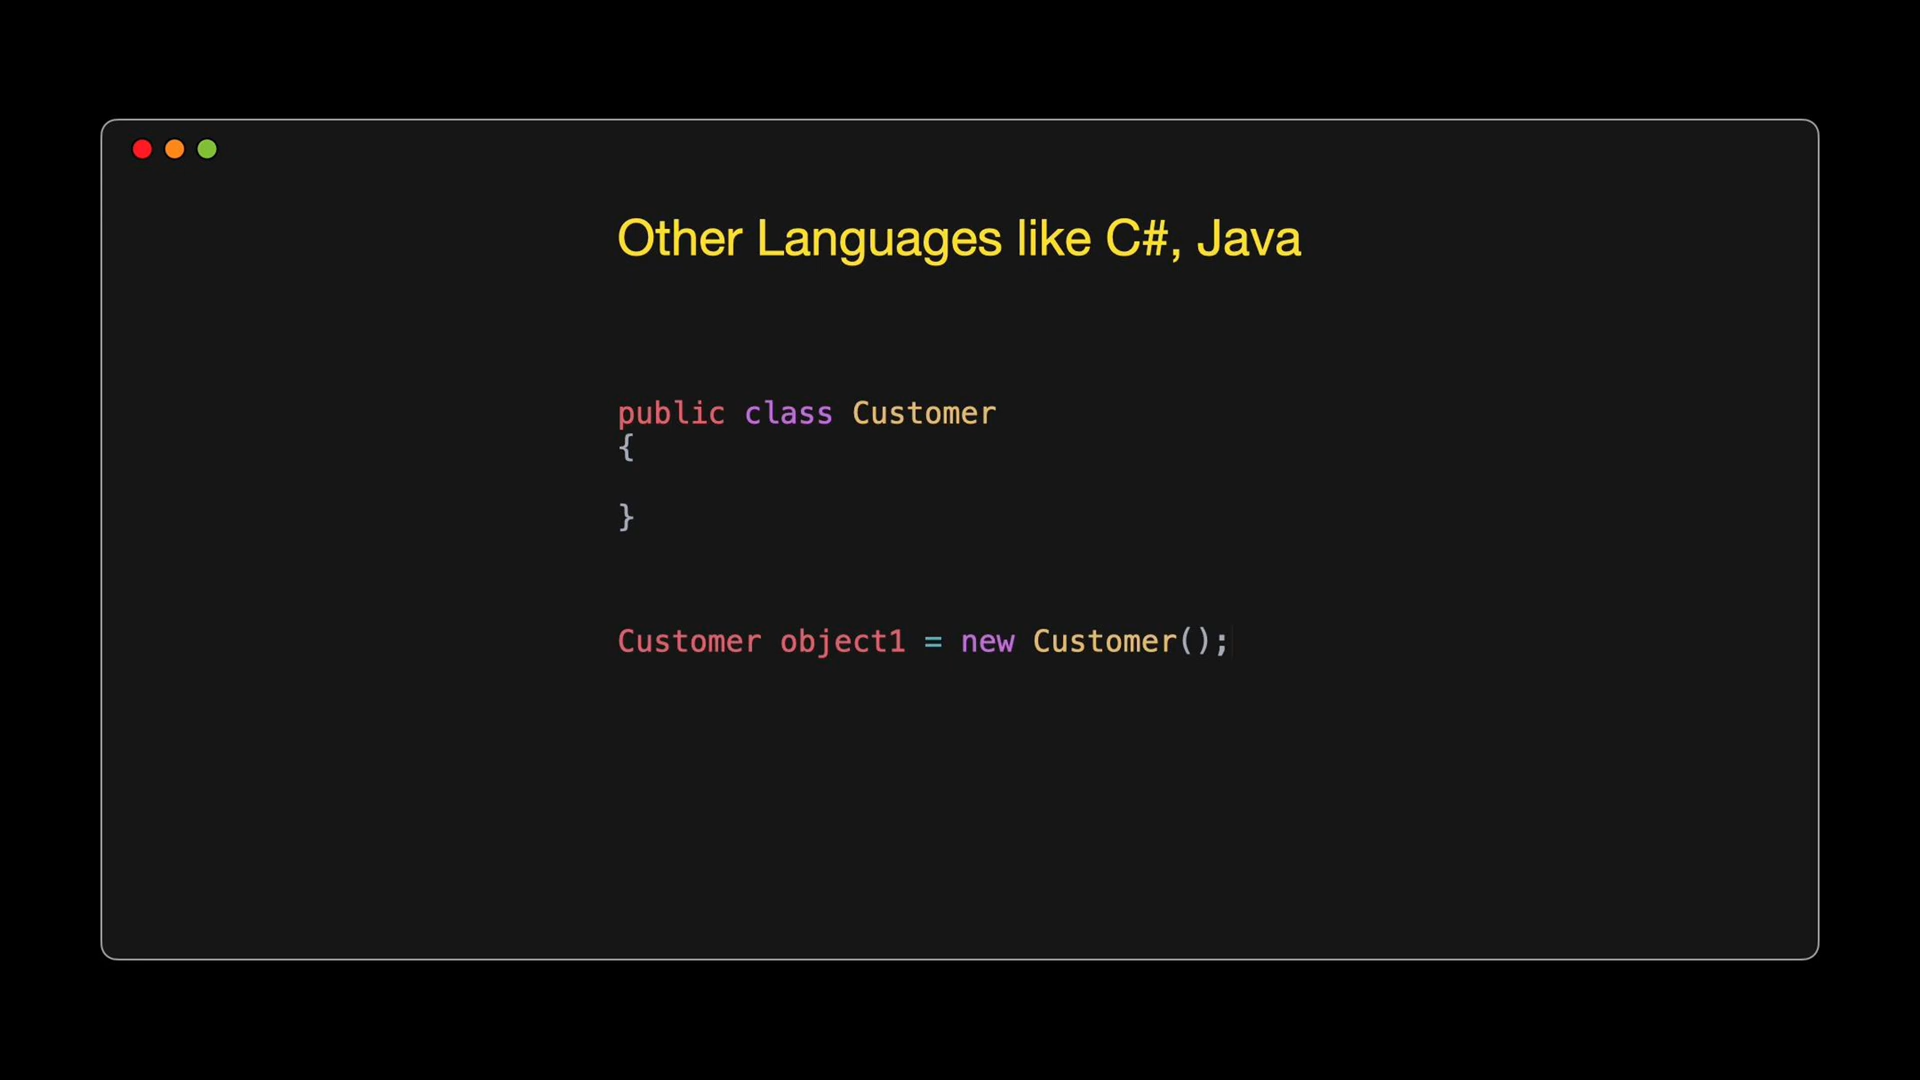 Other Languages like C#, Java
public class Customer
{
}
Customer object1 = new Customer();